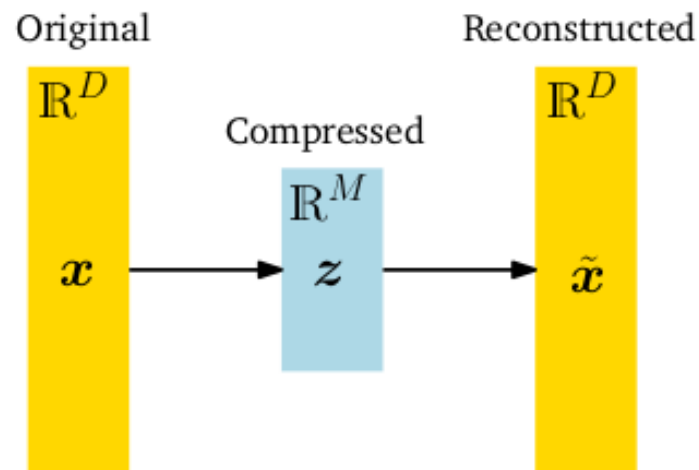 Original
Reconstructed
ℝ^D
ℝ^D
Compressed
ℝ^M
x
z
x̃